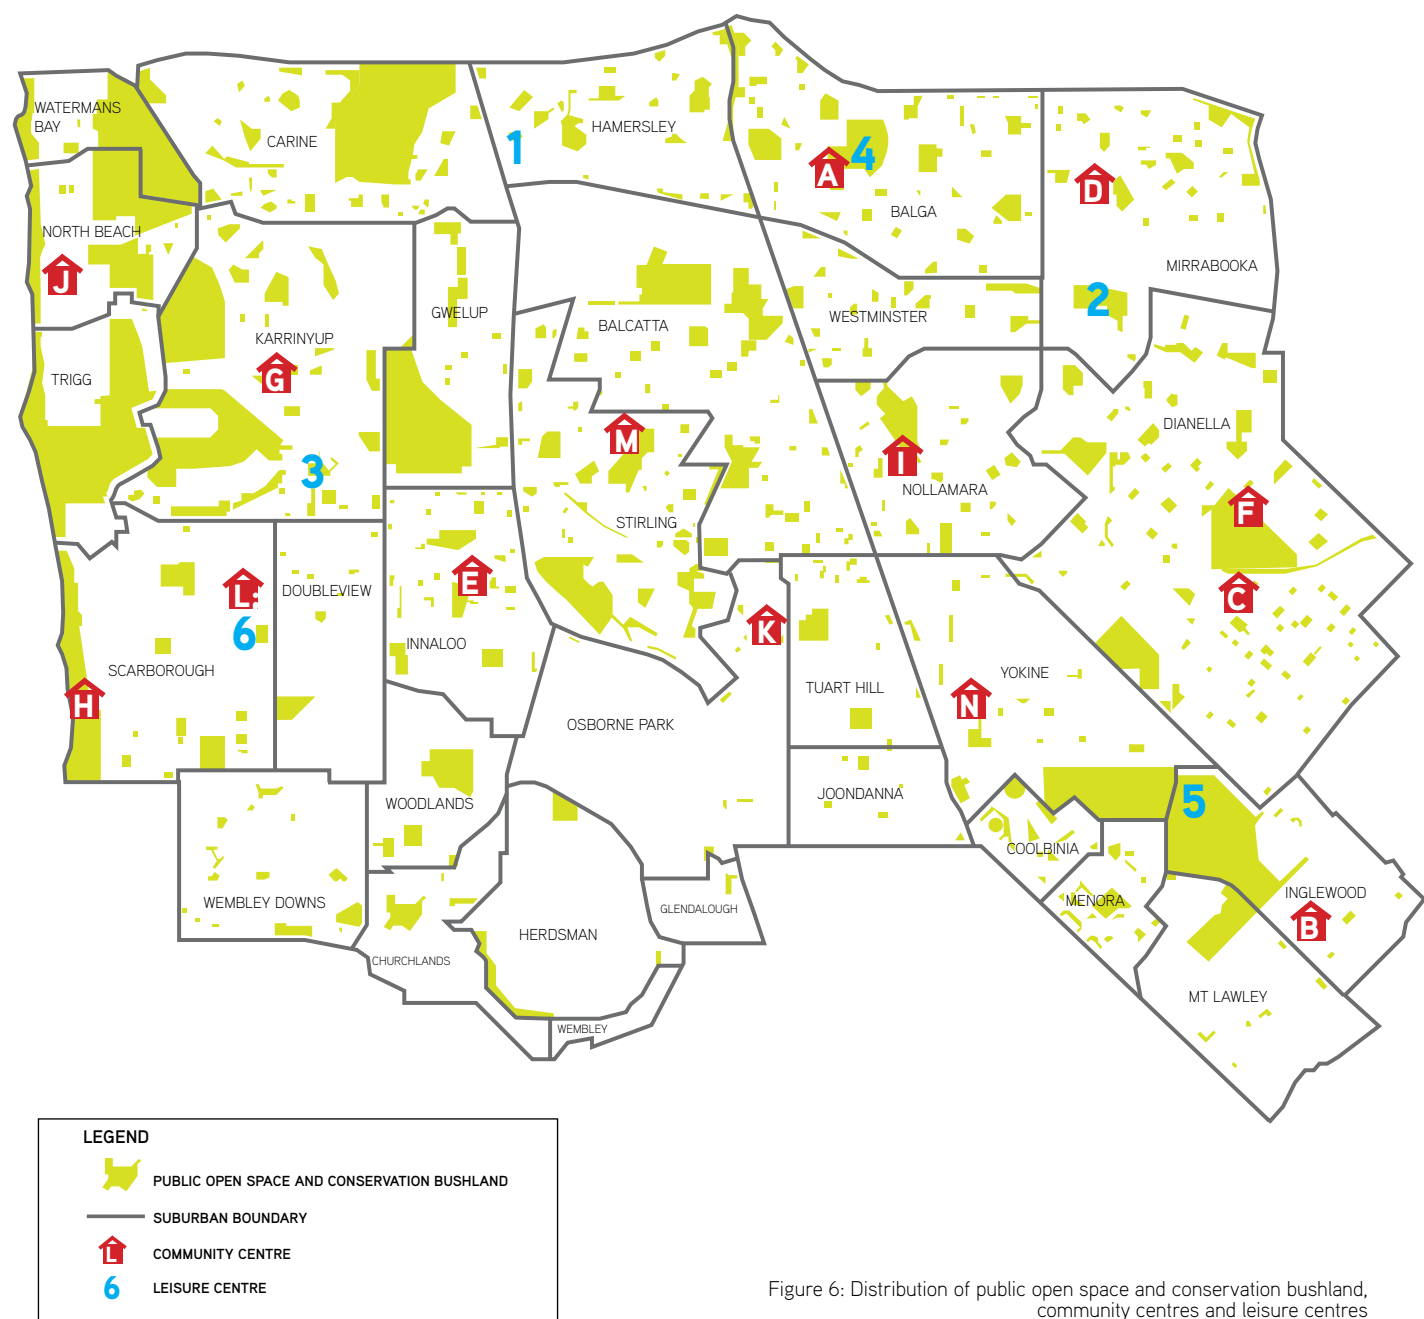 WATERMANS
BAY
CARINE
1
HAMERSLEY
A
4
BALGA
D
MIRRABOOKA
2
NORTH BEACH
J
KARRINYUP
G
GWELUP
BALCATTA
WESTMINSTER
TRIGG
3
M
STIRLING
I
NOLLAMARA
DIANELLA
F
C
L
6
DOUBLEVIEW
E
INNALOO
K
SCARBOROUGH
H
OSBORNE PARK
TUART HILL
N
YOKINE
WOODLANDS
JOONDANNA
5
COOLBINIA
MENORA
INGLEWOOD
B
WEMBLEY DOWNS
GLENDALOUGH
HERDSMAN
CHURCHLANDS
WEMBLEY
MT LAWLEY
LEGEND
PUBLIC OPEN SPACE AND CONSERVATION BUSHLAND
SUBURBAN BOUNDARY
L COMMUNITY CENTRE
6 LEISURE CENTRE
Figure 6: Distribution of public open space and conservation bushland,
community centres and leisure centres